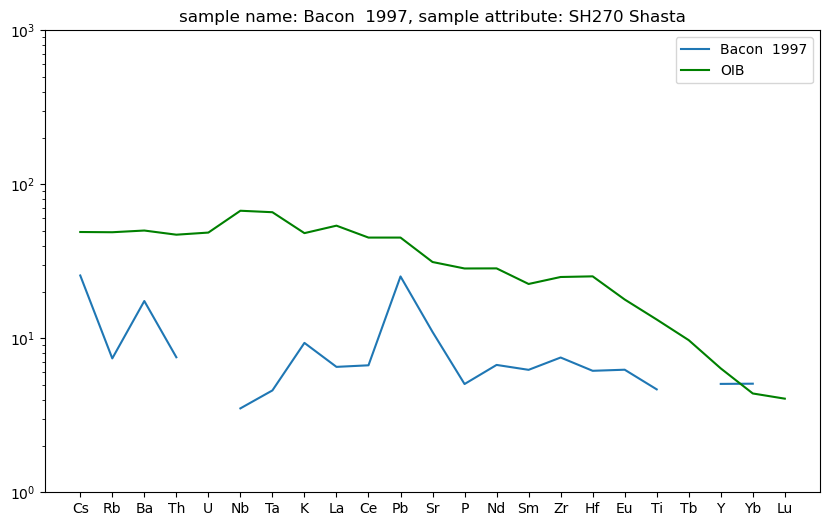 sample name: Bacon  1997, sample attribute: SH270 Shasta
10³
Bacon  1997
OIB
10²
10¹
10⁰
Cs Rb Ba Th U Nb Ta K La Ce Pb Sr P Nd Sm Zr Hf Eu Ti Tb Y Yb Lu